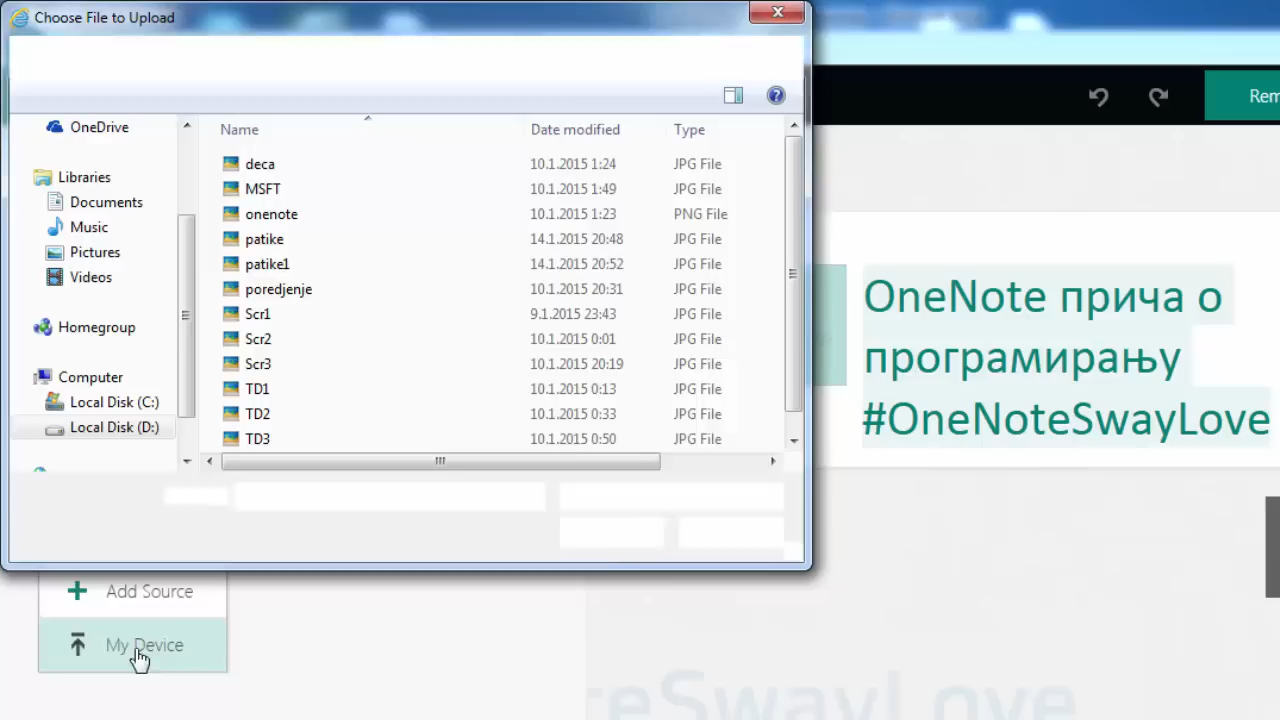 Choose File to Upload
Rem
OneDrive
Name Date modified Type
Libraries
Documents
Music
Pictures
Videos
Homegroup
Computer
Local Disk (C:)
Local Disk (D:)
deca 10.1.2015 1:24 JPG File
MSFT 10.1.2015 1:49 JPG File
onenote 10.1.2015 1:23 PNG File
patike 14.1.2015 20:48 JPG File
patike1 14.1.2015 20:52 JPG File
poredjenje 10.1.2015 20:31 JPG File
Scr1 9.1.2015 23:43 JPG File
Scr2 10.1.2015 0:01 JPG File
Scr3 10.1.2015 20:19 JPG File
TD1 10.1.2015 0:13 JPG File
TD2 10.1.2015 0:33 JPG File
TD3 10.1.2015 0:50 JPG File
OneNote прича о
програмирању
#OneNoteSwayLove
Add Source
My Device
teSwayLove